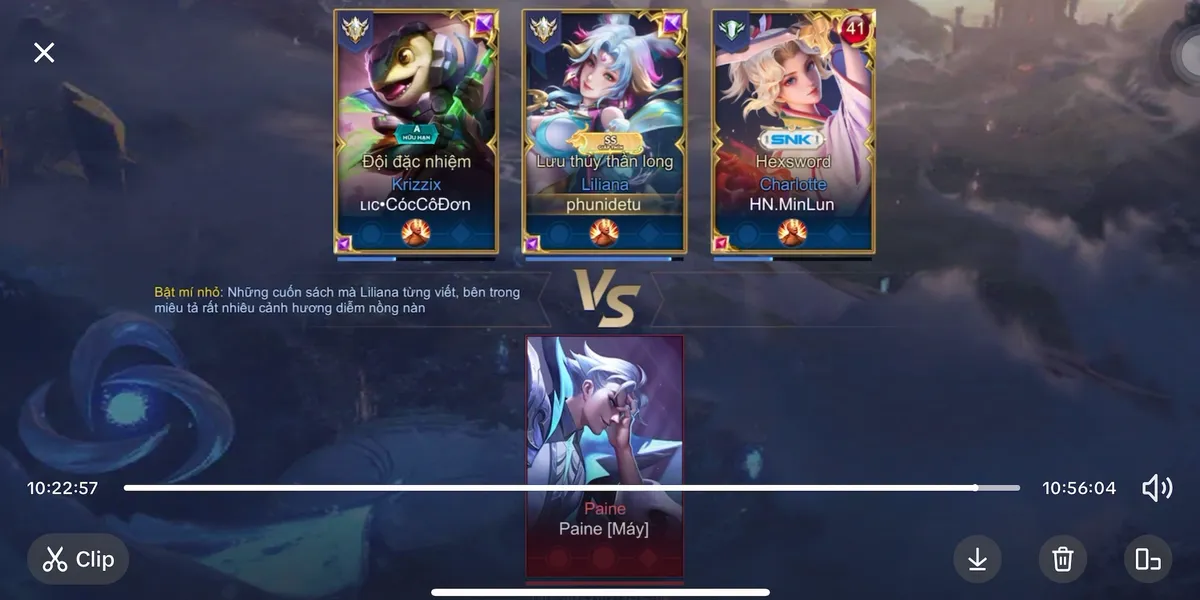 41
A
HỮU HẠN
SS
SNK
Đội đặc nhiệm
Lưu thủy thần long
Hexsword
Krizzix
Liliana
Charlotte
LIC•CócCôĐơn
phunidetu
HN.MinLun
Bật mí nhỏ: Những cuốn sách mà Liliana từng viết, bên trong
miêu tả rất nhiều cảnh hương diễm nồng nàn
VS
10:22:57
10:56:04
Paine
Paine [Máy]
Clip